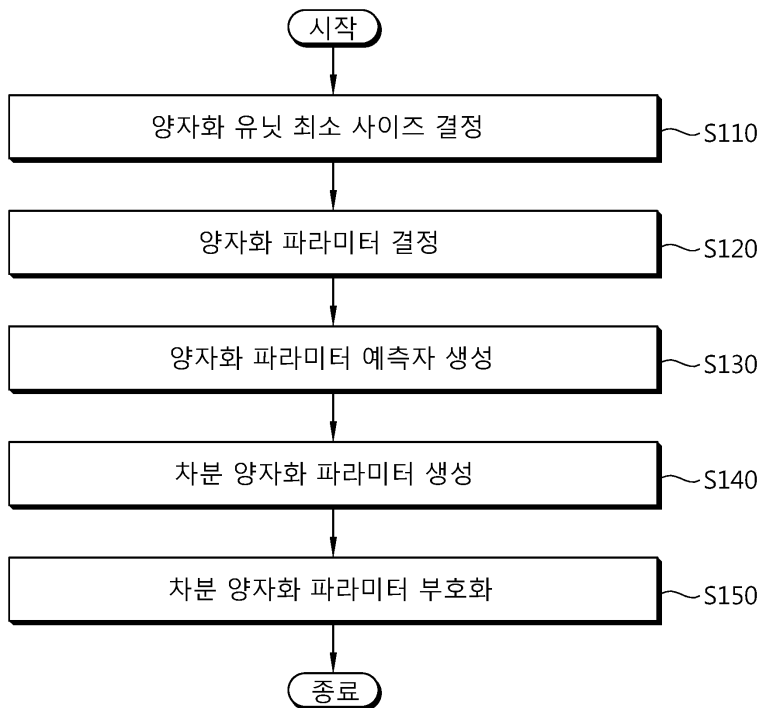 시작
양자화 유닛 최소 사이즈 결정
S110
양자화 파라미터 결정
S120
양자화 파라미터 예측자 생성
S130
차분 양자화 파라미터 생성
S140
차분 양자화 파라미터 부호화
S150
종료